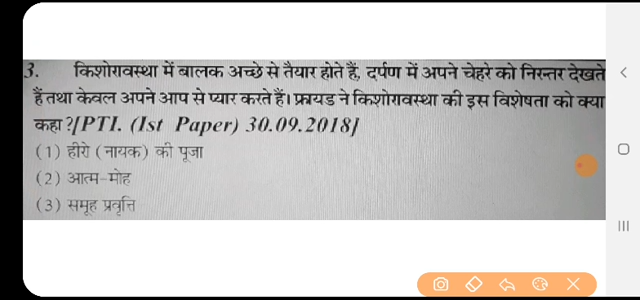 3. किशोरावस्था में बालक अच्छे से तैयार होते हैं, दर्पण में अपने चेहरे को निरन्तर देखते
हैं तथा केवल अपने आप से प्यार करते हैं। फ्रायड ने किशोरावस्था की इस विशेषता को क्या
कहा ?[PTI. (Ist Paper) 30.09.2018]
(1) हीरो (नायक) की पूजा
(2) आत्म-मोह
(3) समूह प्रवृत्ति